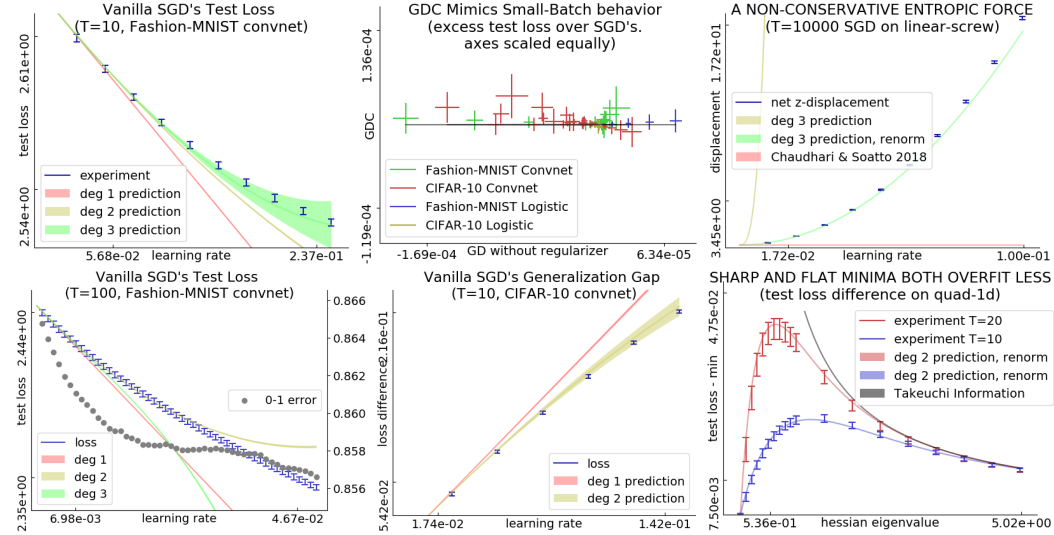 Vanilla SGD's Test Loss
(T=10, Fashion-MNIST convnet)
2.61e+00
test loss
2.54e+00
experiment
deg 1 prediction
deg 2 prediction
deg 3 prediction
5.68e-02
learning rate
2.37e-01
GDC Mimics Small-Batch behavior
(excess test loss over SGD's.
axes scaled equally)
1.36e-04
GDC
-1.19e-04
Fashion-MNIST Convnet
CIFAR-10 Convnet
Fashion-MNIST Logistic
CIFAR-10 Logistic
-1.69e-04
GD without regularizer
6.34e-05
A NON-CONSERVATIVE ENTROPIC FORCE
(T=10000 SGD on linear-screw)
1.72e+01
displacement
3.45e+00
net z-displacement
deg 3 prediction
deg 3 prediction, renorm
Chaudhari & Soatto 2018
1.72e-02
learning rate
1.00e-01
Vanilla SGD's Test Loss
(T=100, Fashion-MNIST convnet)
2.44e+00
test loss
2.35e+00
0.866
0.864
0.862
0.860
0.858
0.856
0-1 error
loss
deg 1
deg 2
deg 3
6.98e-03
learning rate
4.67e-02
Vanilla SGD's Generalization Gap
(T=10, CIFAR-10 convnet)
2.16e-01
loss difference
5.42e-02
loss
deg 1 prediction
deg 2 prediction
1.74e-02
learning rate
1.42e-01
SHARP AND FLAT MINIMA BOTH OVERFIT LESS
(test loss difference on quad-1d)
4.75e-02
test loss - min
7.50e-03
experiment T=20
experiment T=10
deg 2 prediction, renorm
deg 2 prediction, renorm
Takeuchi Information
5.36e-01
hessian eigenvalue
5.02e+00